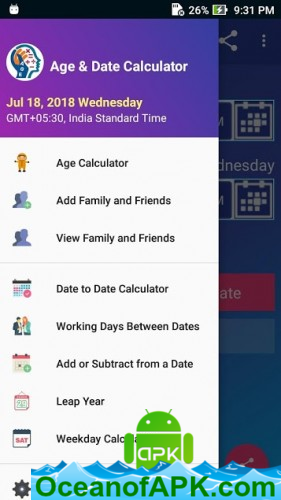 26% 9:31 PM
Age & Date Calculator
Jul 18, 2018 Wednesday
GMT+05:30, India Standard Time
Age Calculator
Add Family and Friends
View Family and Friends
Date to Date Calculator
Working Days Between Dates
Add or Subtract from a Date
Leap Year
SAT
Weekday Calcula
M
dnesday
M
ate
APK
OceanofAPK.com